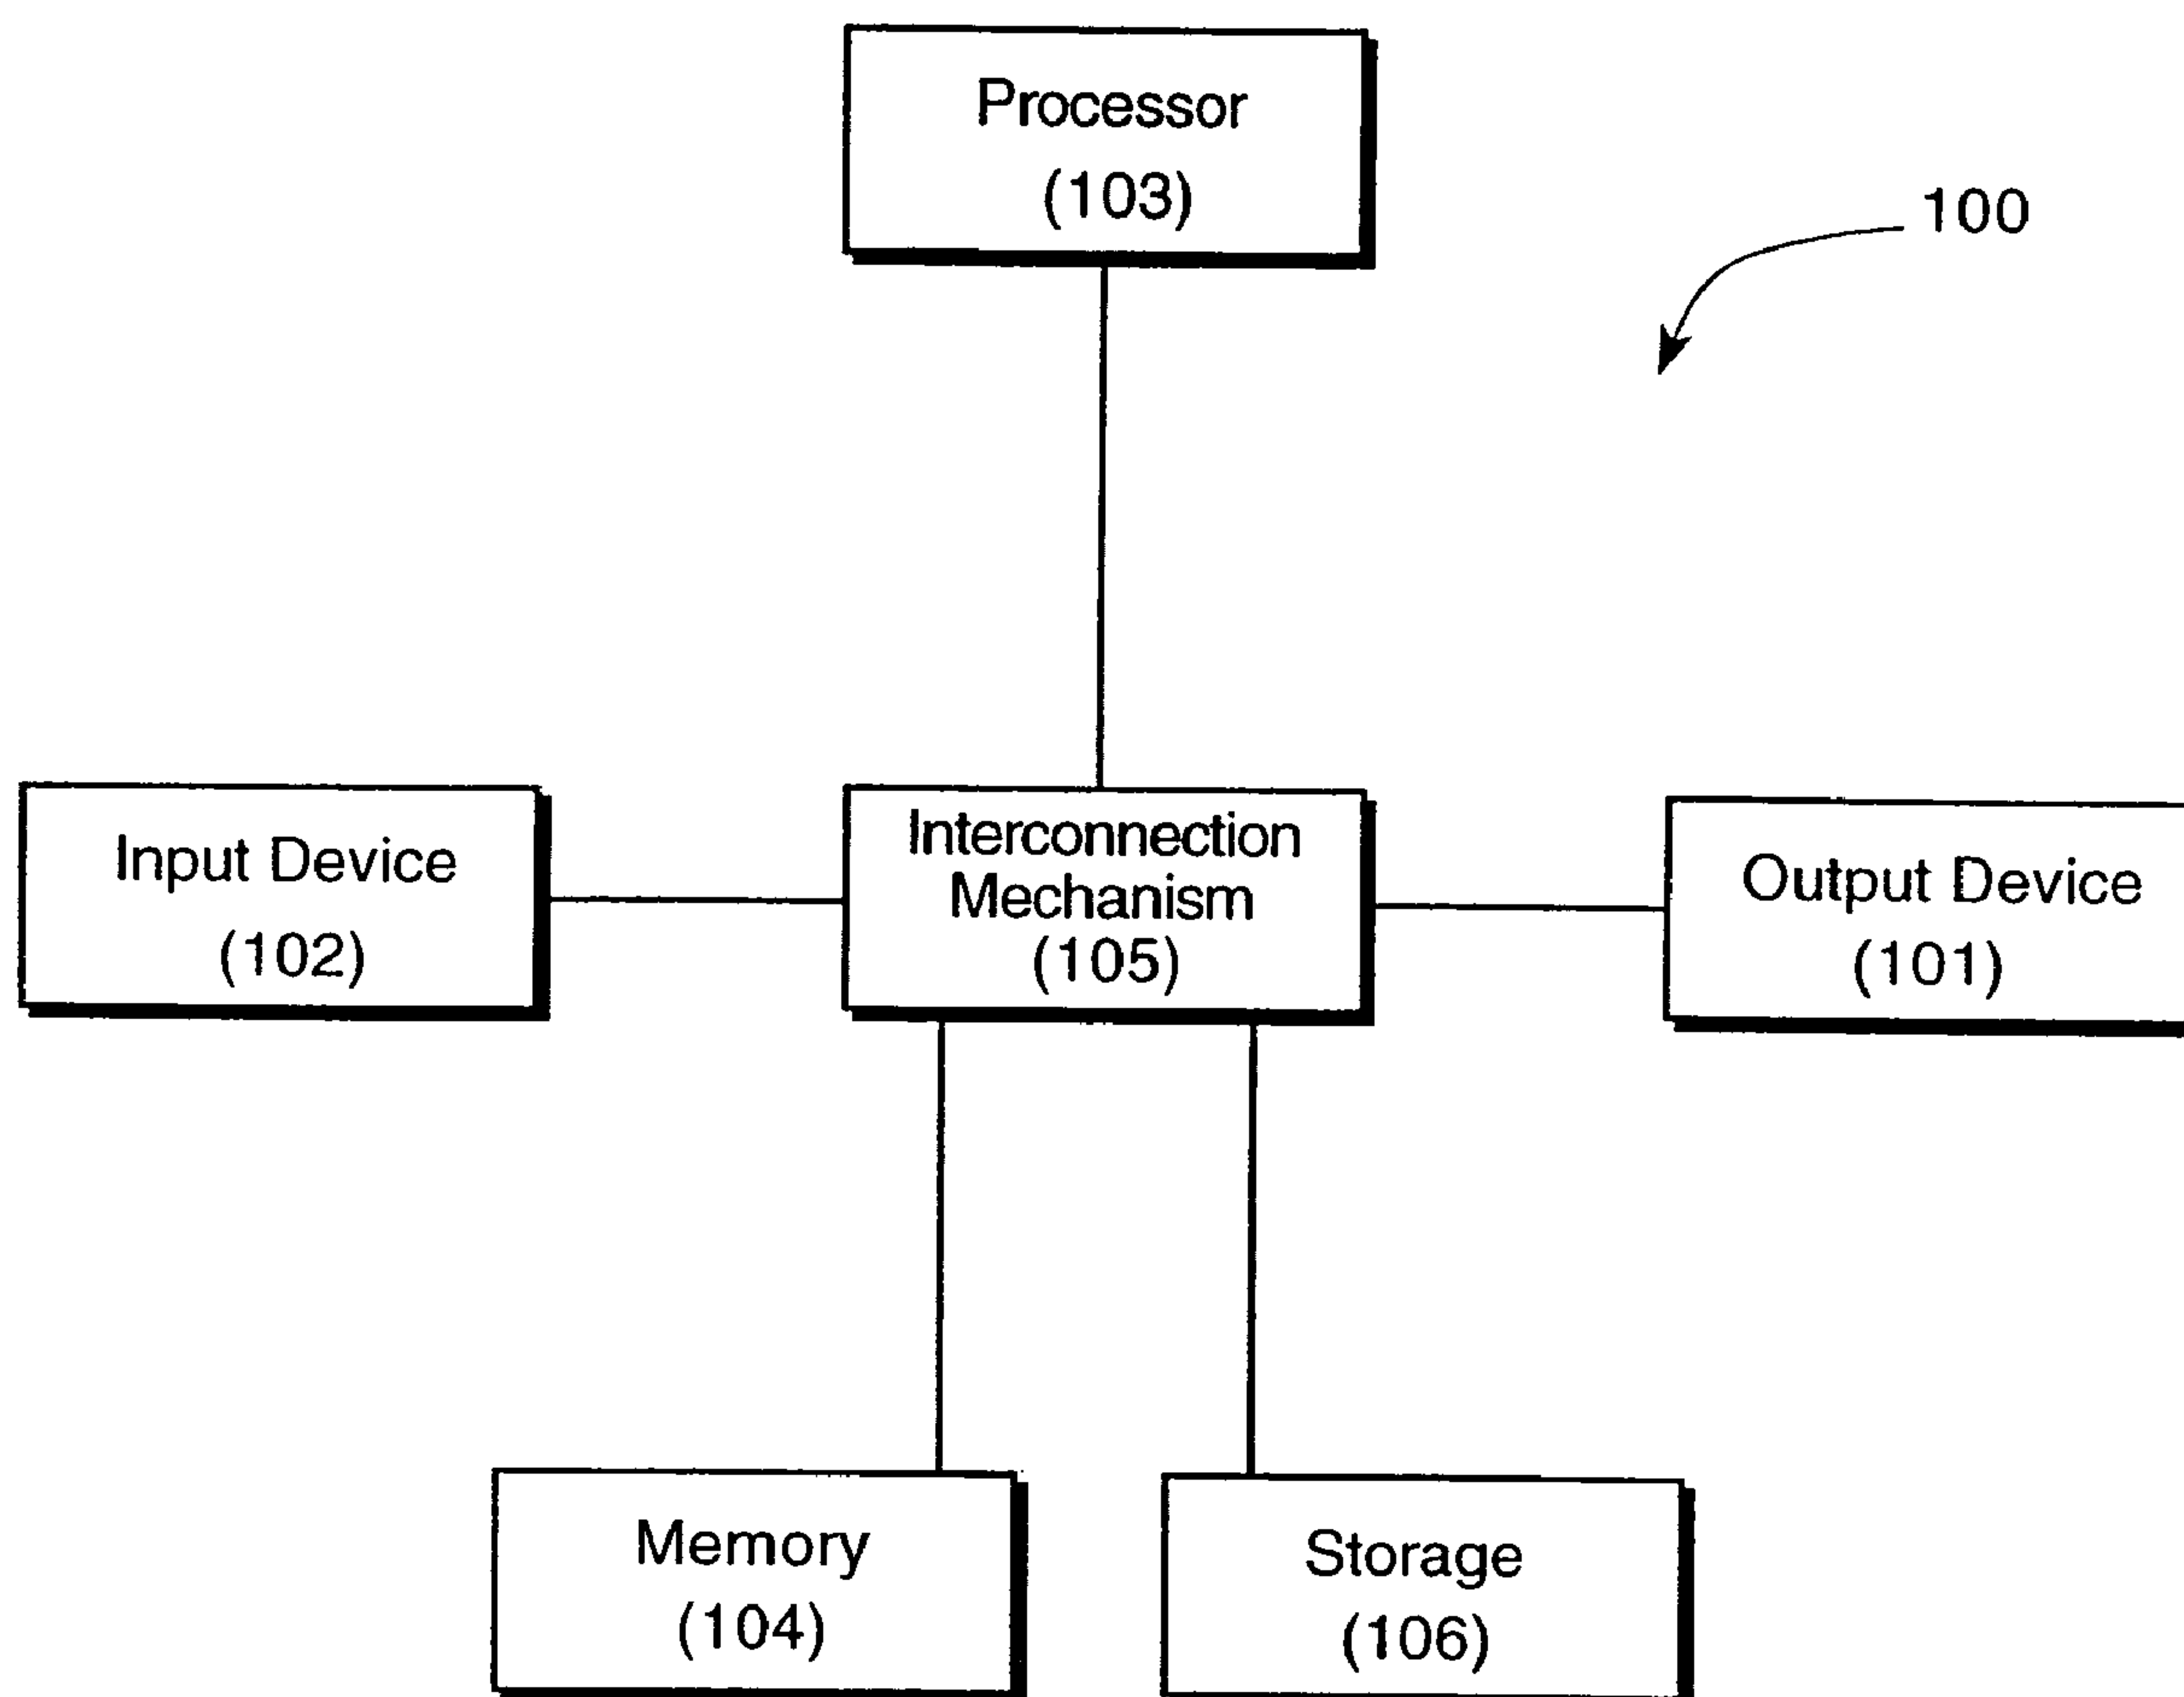 Processor
(103)
100
Input Device
(102)
Interconnection
Mechanism
(105)
Output Device
(101)
Memory
(104)
Storage
(106)